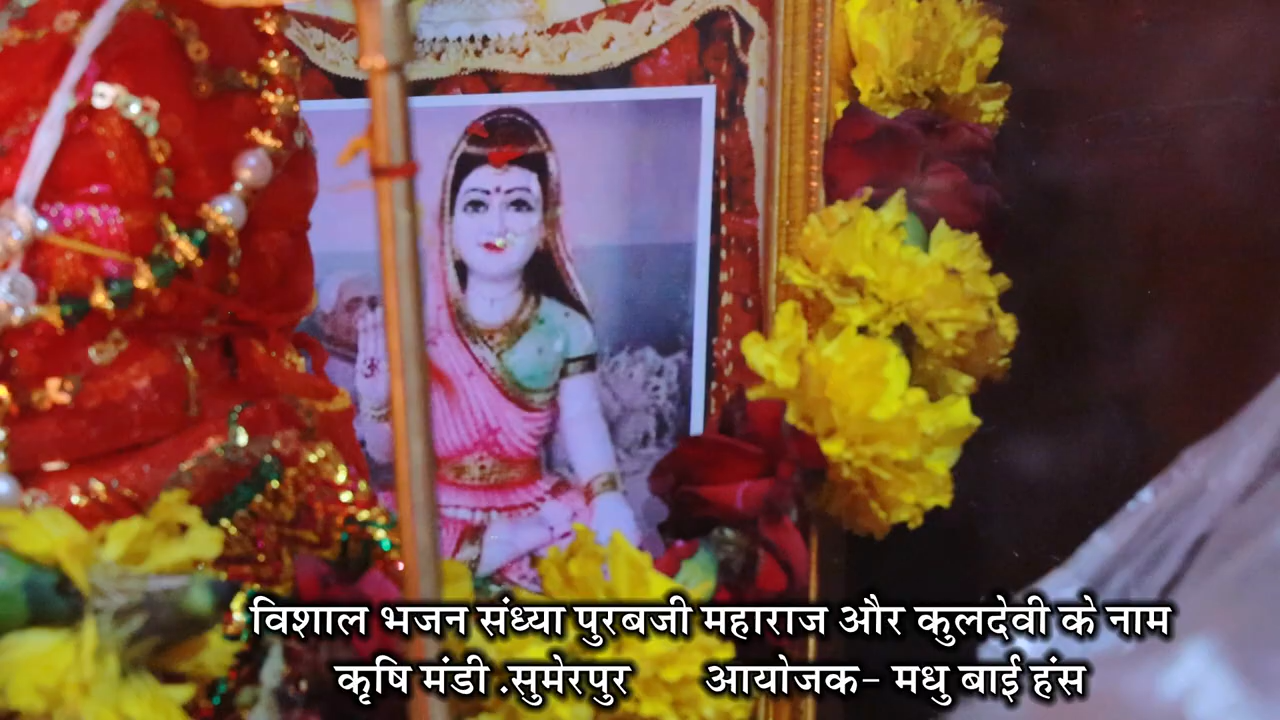 विशाल भजन संध्या पुरबजी महाराज और कुलदेवी के नाम
कृषि मंडी .सुमेरपुर आयोजक- मधु बाई हंस